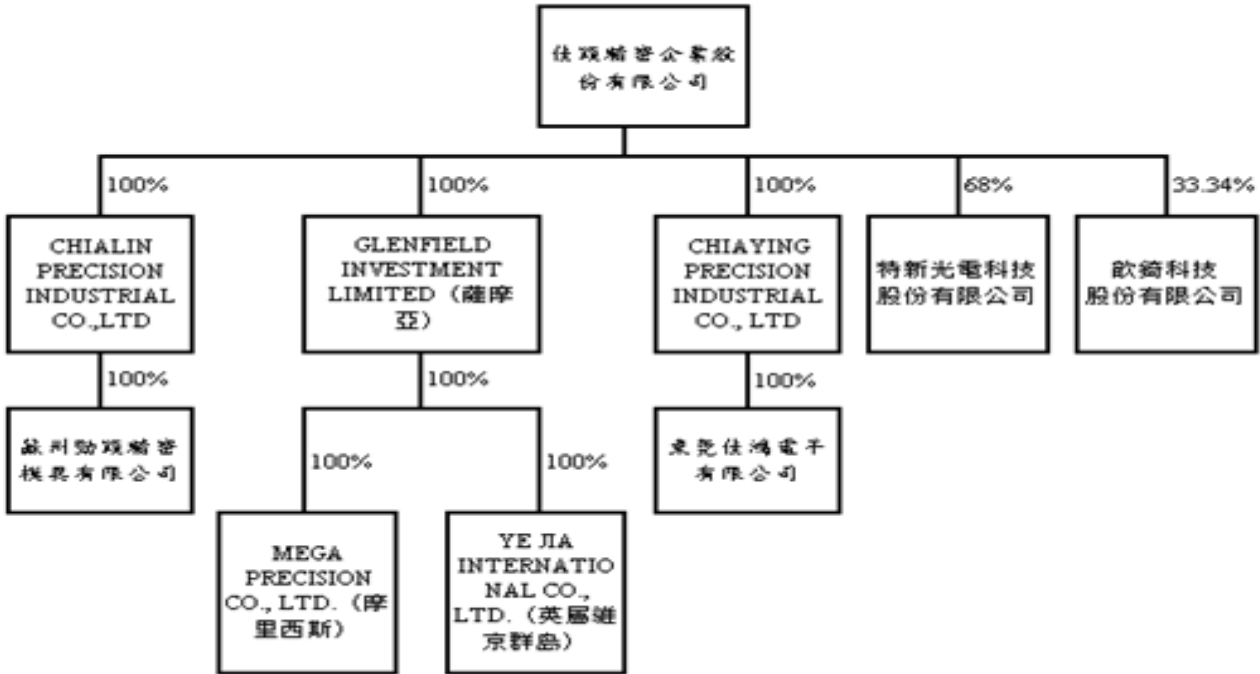 佳穎精密企業股
份有限公司
100%
100%
100%
68%
33.34%
CHIALIN
PRECISION
INDUSTRIAL
CO.,LTD
GLENFIELD
INVESTMENT
LIMITED（薩摩
亞）
CHIAYING
PRECISION
INDUSTRIAL
CO., LTD
特新光電科技
股份有限公司
歆錡科技
股份有限公司
100%
100%
100%
蘇州勁穎精密
模具有限公司
100%
100%
東莞佳鴻電子
有限公司
MEGA
PRECISION
CO., LTD.（摩
里西斯）
YE JIA
INTERNATIO
NAL CO.,
LTD.（英屬維
京群島）